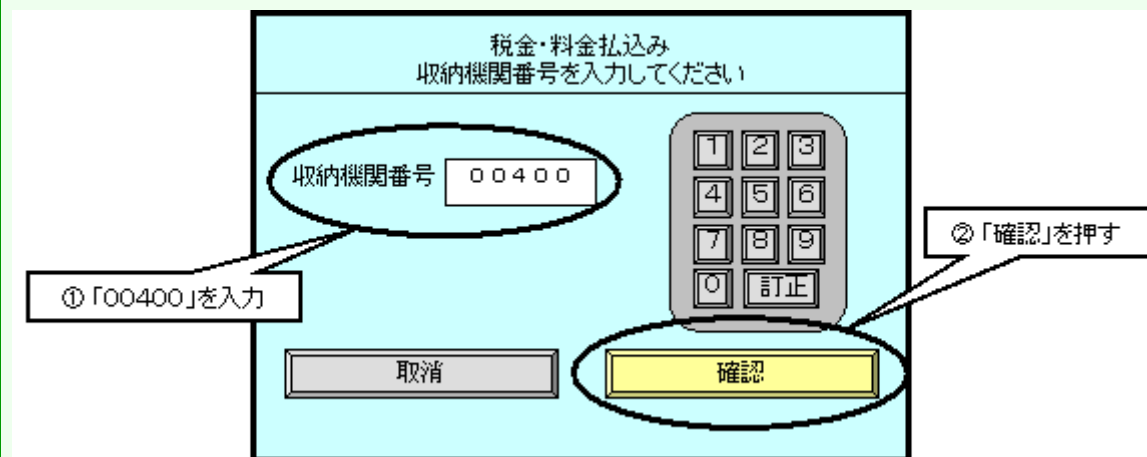 税金・料金払込み
収納機関番号を入力してください
収納機関番号 00400
1 2 3
4 5 6
7 8 9
0 訂正
①「00400」を入力
②「確認」を押す
取消 確認